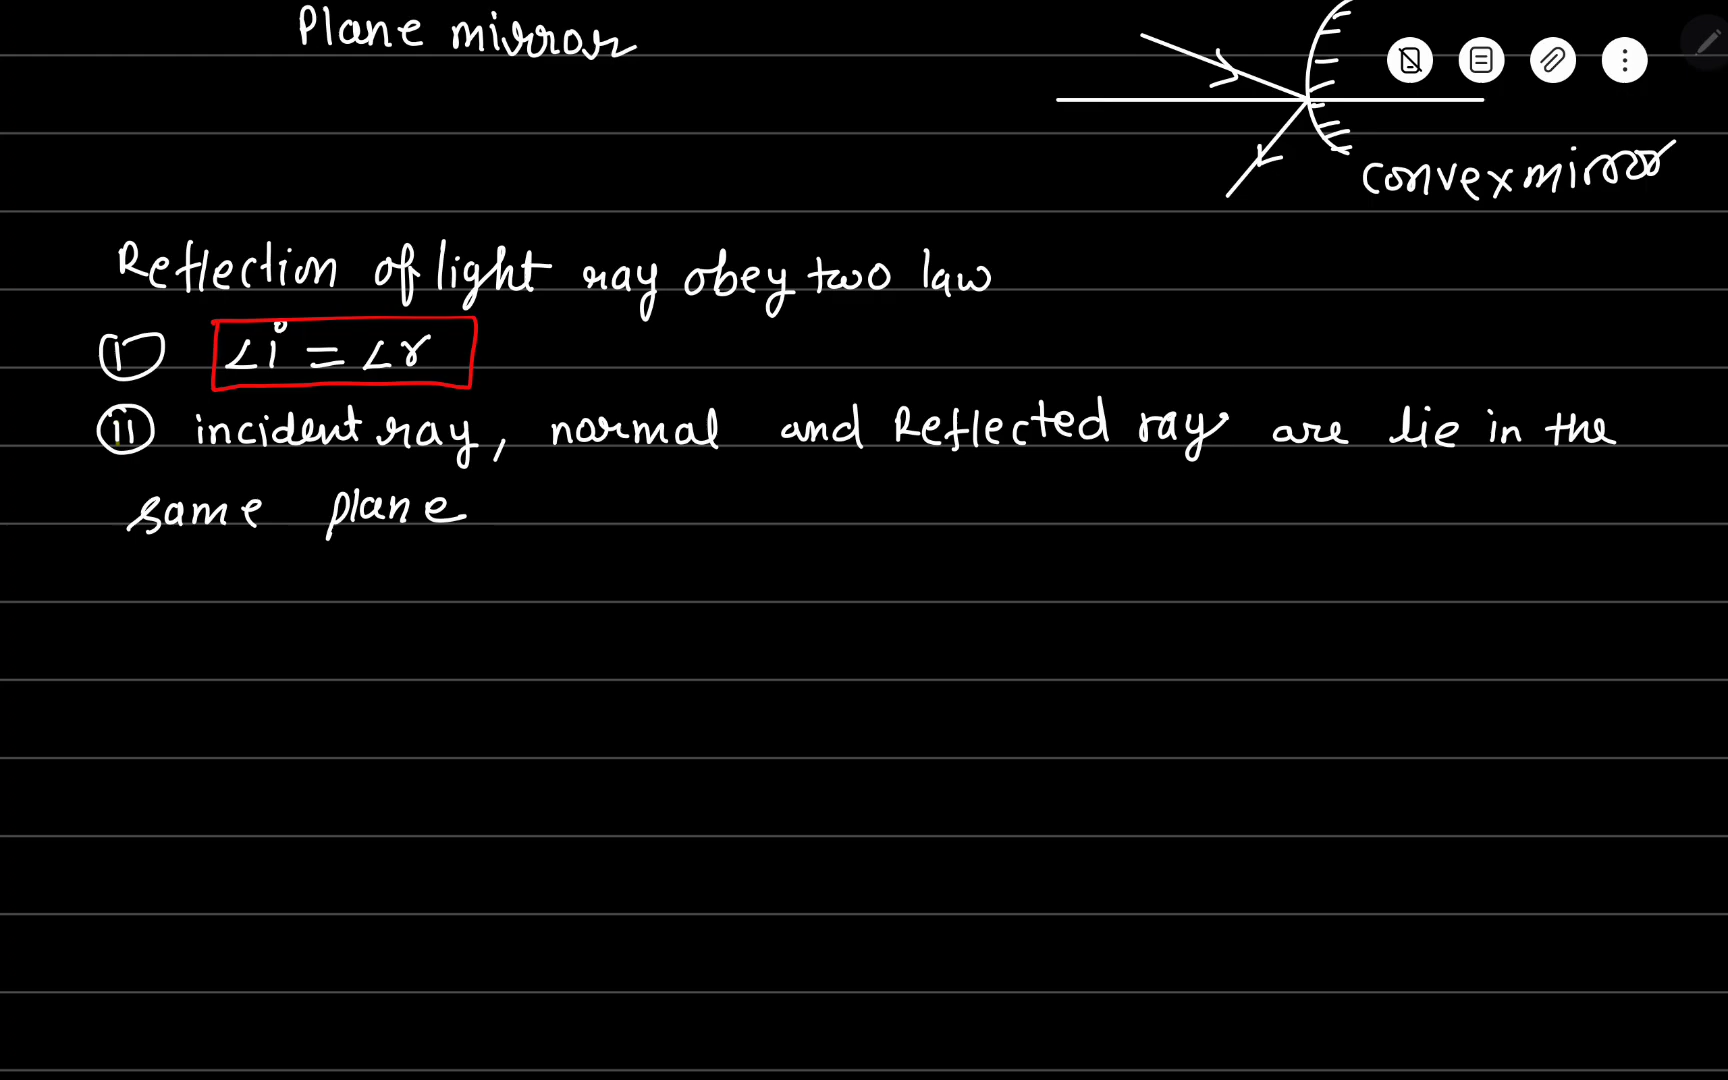 Plane mirror
convex mirror
Reflection of light ray obey two law
(i) ∠i = ∠r
(ii) incident ray, normal and Reflected ray are lie in the
same plane